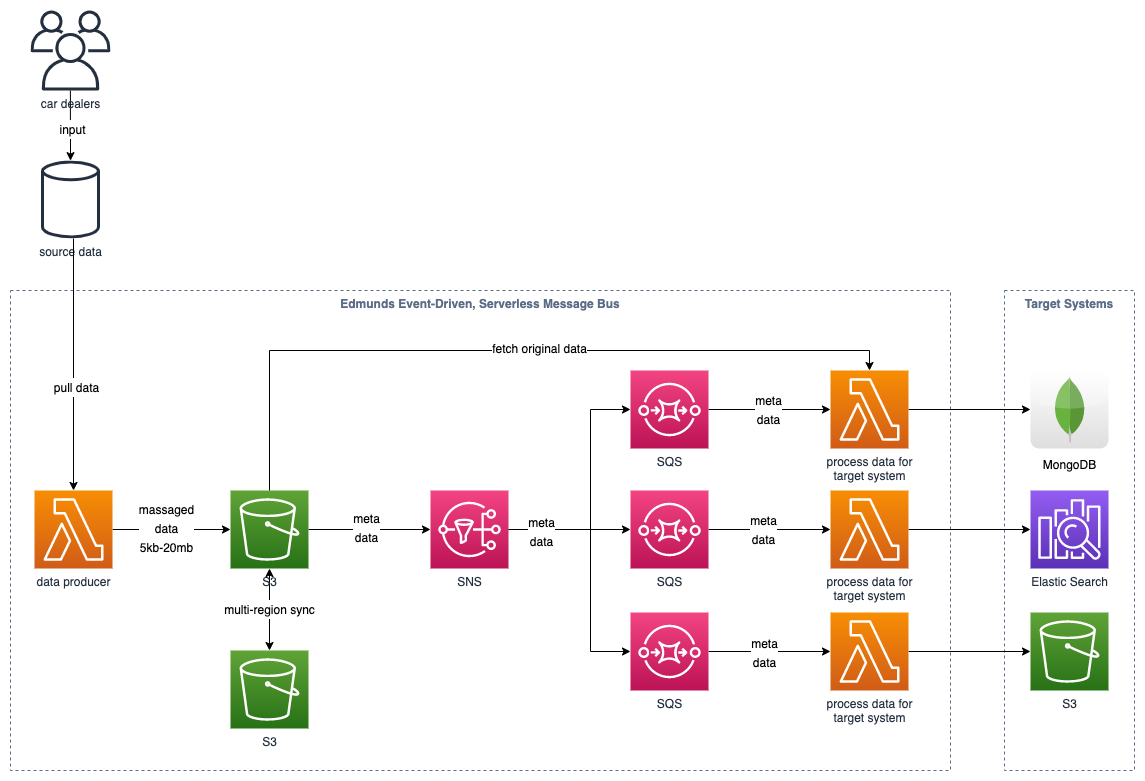 car dealers
input
source data
Edmunds Event-Driven, Serverless Message Bus
Target Systems
fetch original data
pull data
meta
data
SQS
process data for
target system
MongoDB
massaged
data
5kb-20mb
data producer
S3
meta
data
SNS
meta
data
SQS
meta
data
process data for
target system
Elastic Search
multi-region sync
S3
SQS
meta
data
process data for
target system
S3